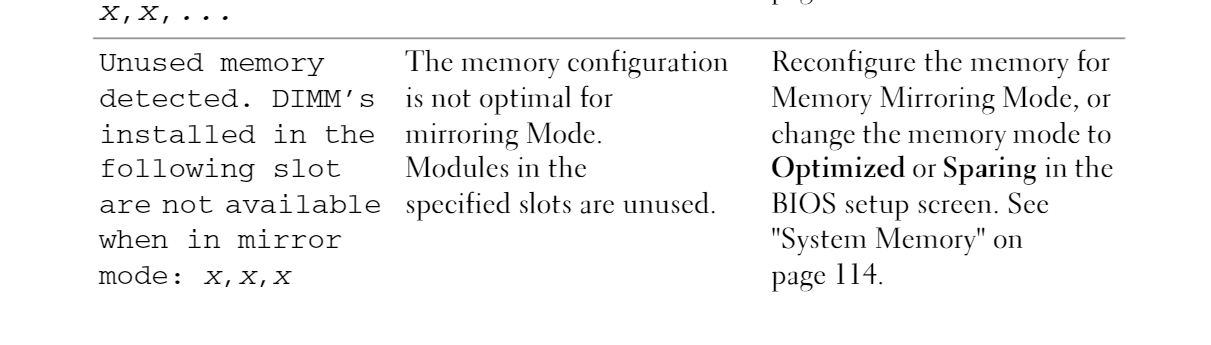 x,x,...
Unused memory
detected. DIMM’s
installed in the
following slot
are not available
when in mirror
mode: x,x,x
The memory configuration
is not optimal for
mirroring Mode.
Modules in the
specified slots are unused.
Reconfigure the memory for
Memory Mirroring Mode, or
change the memory mode to
Optimized or Sparing in the
BIOS setup screen. See
"System Memory" on
page 114.